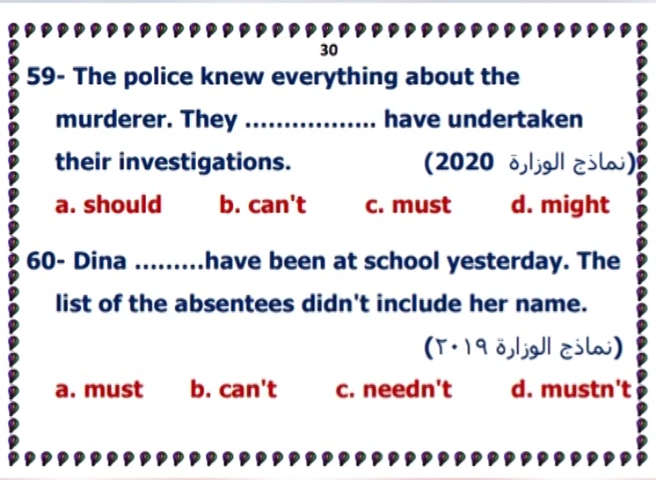 30
59- The police knew everything about the
murderer. They ................. have undertaken
their investigations. (نماذج الوزارة 2020)
a. should b. can't c. must d. might
60- Dina .........have been at school yesterday. The
list of the absentees didn't include her name.
(نماذج الوزارة ٢٠١٩)
a. must b. can't c. needn't d. mustn't